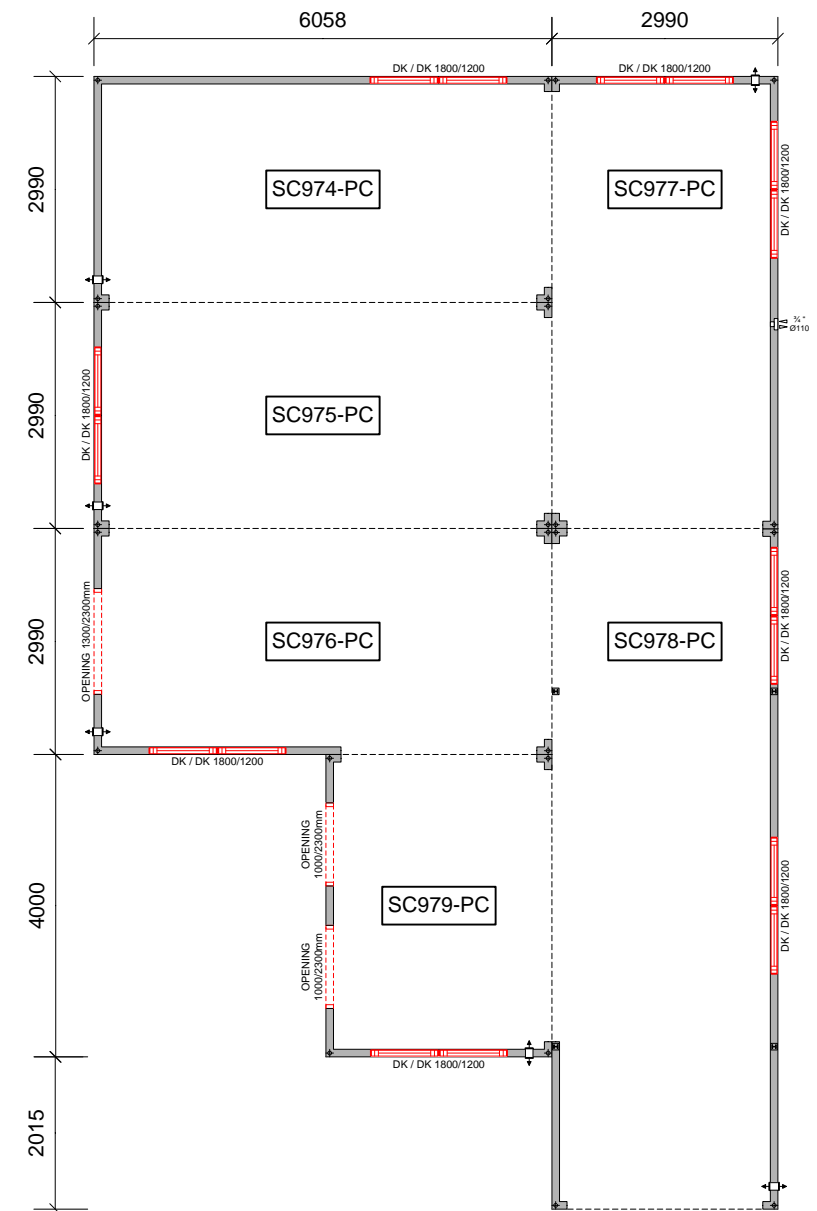 6058
2990
DK / DK 1800/1200
DK / DK 1800/1200
2990
SC974-PC
SC977-PC
DK / DK 1800/1200
¾ "
Ø110
2990
DK / DK 1800/1200
SC975-PC
2990
OPENING 1300/2300mm
SC976-PC
SC978-PC
DK / DK 1800/1200
DK / DK 1800/1200
OPENING
1000/2300mm
4000
SC979-PC
DK / DK 1800/1200
OPENING
1000/2300mm
DK / DK 1800/1200
2015